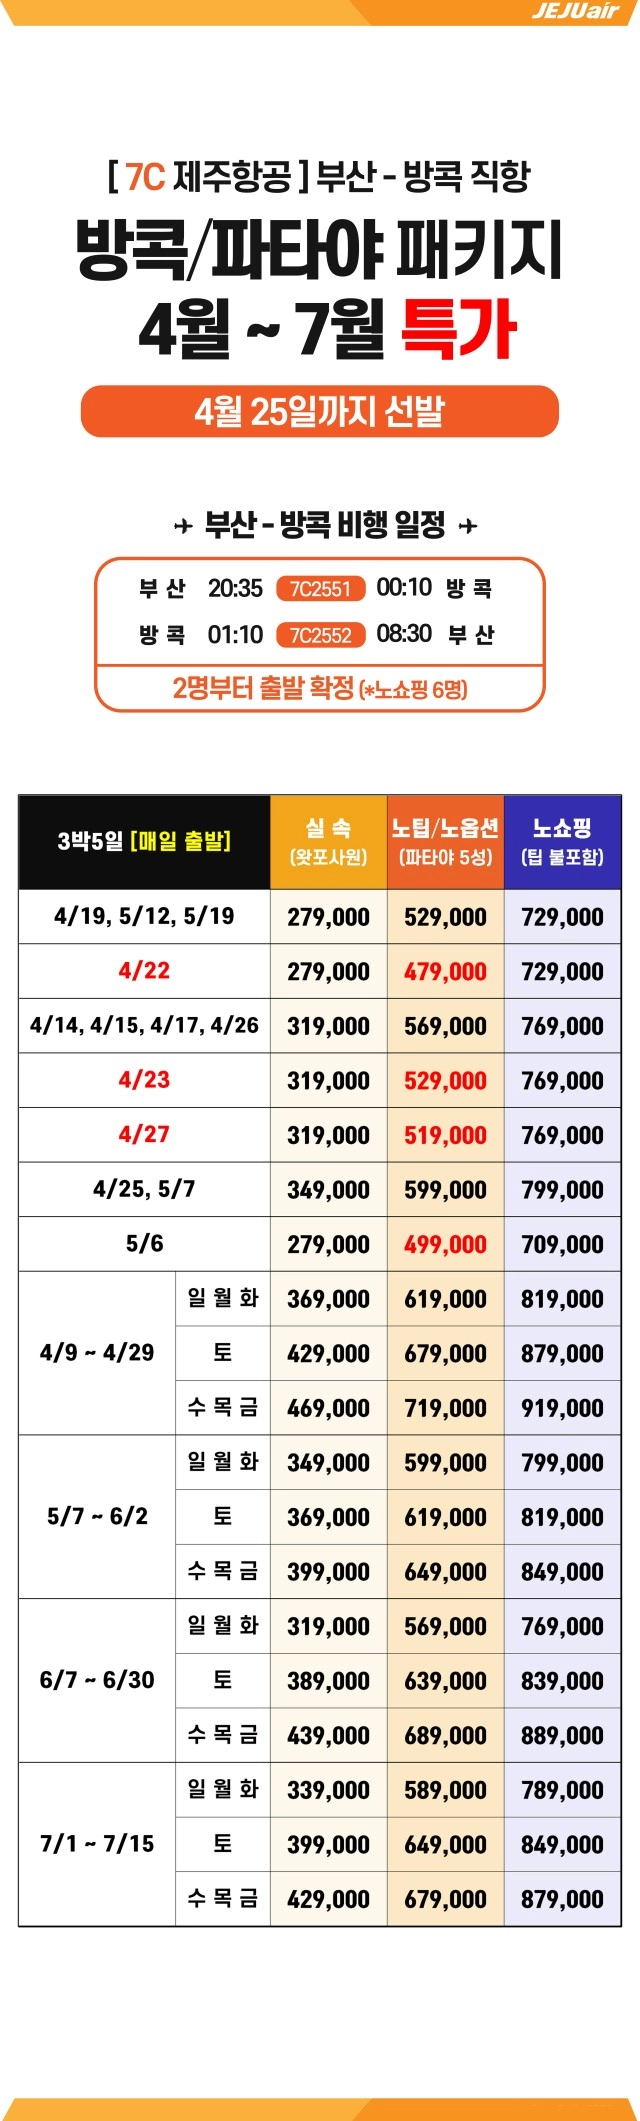 JEJUair
[ 7C 제주항공 ] 부산 - 방콕 직항
방콕/파타야 패키지
4월 ~ 7월 특가
4월 25일까지 선발
부산 - 방콕 비행 일정
부 산 20:35 7C2551 00:10 방 콕
방 콕 01:10 7C2552 08:30 부 산
2명부터 출발 확정 (*노쇼핑 6명)
3박5일 [매일 출발] 실 속 (왓포사원) 노팁/노옵션 (파타야 5성) 노쇼핑 (팁 불포함)
4/19, 5/12, 5/19 279,000 529,000 729,000
4/22 279,000 479,000 729,000
4/14, 4/15, 4/17, 4/26 319,000 569,000 769,000
4/23 319,000 529,000 769,000
4/27 319,000 519,000 769,000
4/25, 5/7 349,000 599,000 799,000
5/6 279,000 499,000 709,000
4/9 ~ 4/29 일 월 화 369,000 619,000 819,000
토 429,000 679,000 879,000
수 목 금 469,000 719,000 919,000
5/7 ~ 6/2 일 월 화 349,000 599,000 799,000
토 369,000 619,000 819,000
수 목 금 399,000 649,000 849,000
6/7 ~ 6/30 일 월 화 319,000 569,000 769,000
토 389,000 639,000 839,000
수 목 금 439,000 689,000 889,000
7/1 ~ 7/15 일 월 화 339,000 589,000 789,000
토 399,000 649,000 849,000
수 목 금 429,000 679,000 879,000